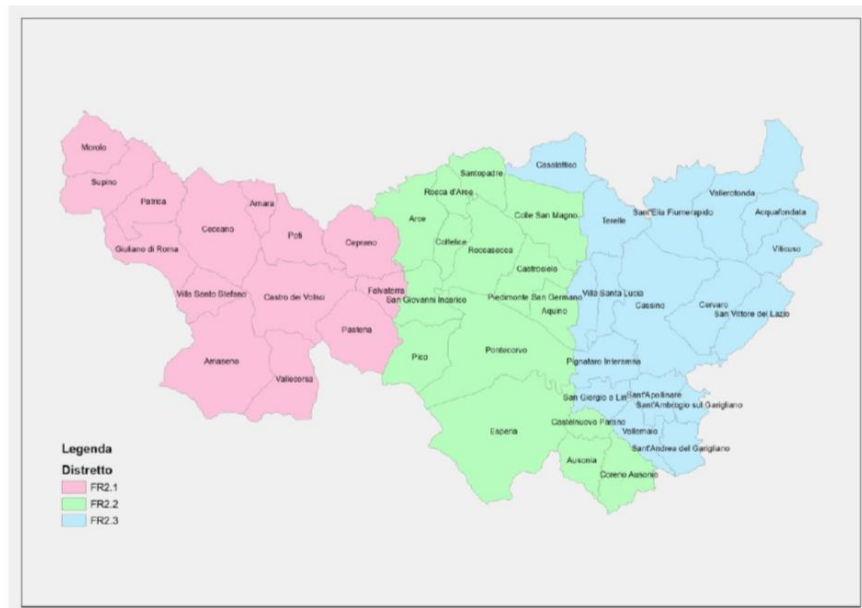 Morolo
Supino
Patrica
Giuliano di Roma
Ceccano
Arnara
Pofi
Ceprano
Villa Santo Stefano
Castro dei Volsci
Falvaterra
Pastena
Amaseno
Vallecorsa
Santopadre
Rocca d'Arce
Arce
Colle San Magno
Colfelice
Roccasecca
Castrocielo
San Giovanni Incarico
Piedimonte San Germano
Aquino
Pico
Pontecorvo
Esperia
Castelnuovo Parano
Ausonia
Coreno Ausonio
Casalattico
Terelle
Sant'Elia Fiumerapido
Vallerotonda
Acquafondata
Viticuso
Villa Santa Lucia
Cassino
Cervaro
San Vittore del Lazio
Pignataro Interamna
San Giorgio a Liri
Sant'Apollinare
Sant'Ambrogio sul Garigliano
Vallemaio
Sant'Andrea del Garigliano
Legenda
Distretto
FR2.1
FR2.2
FR2.3